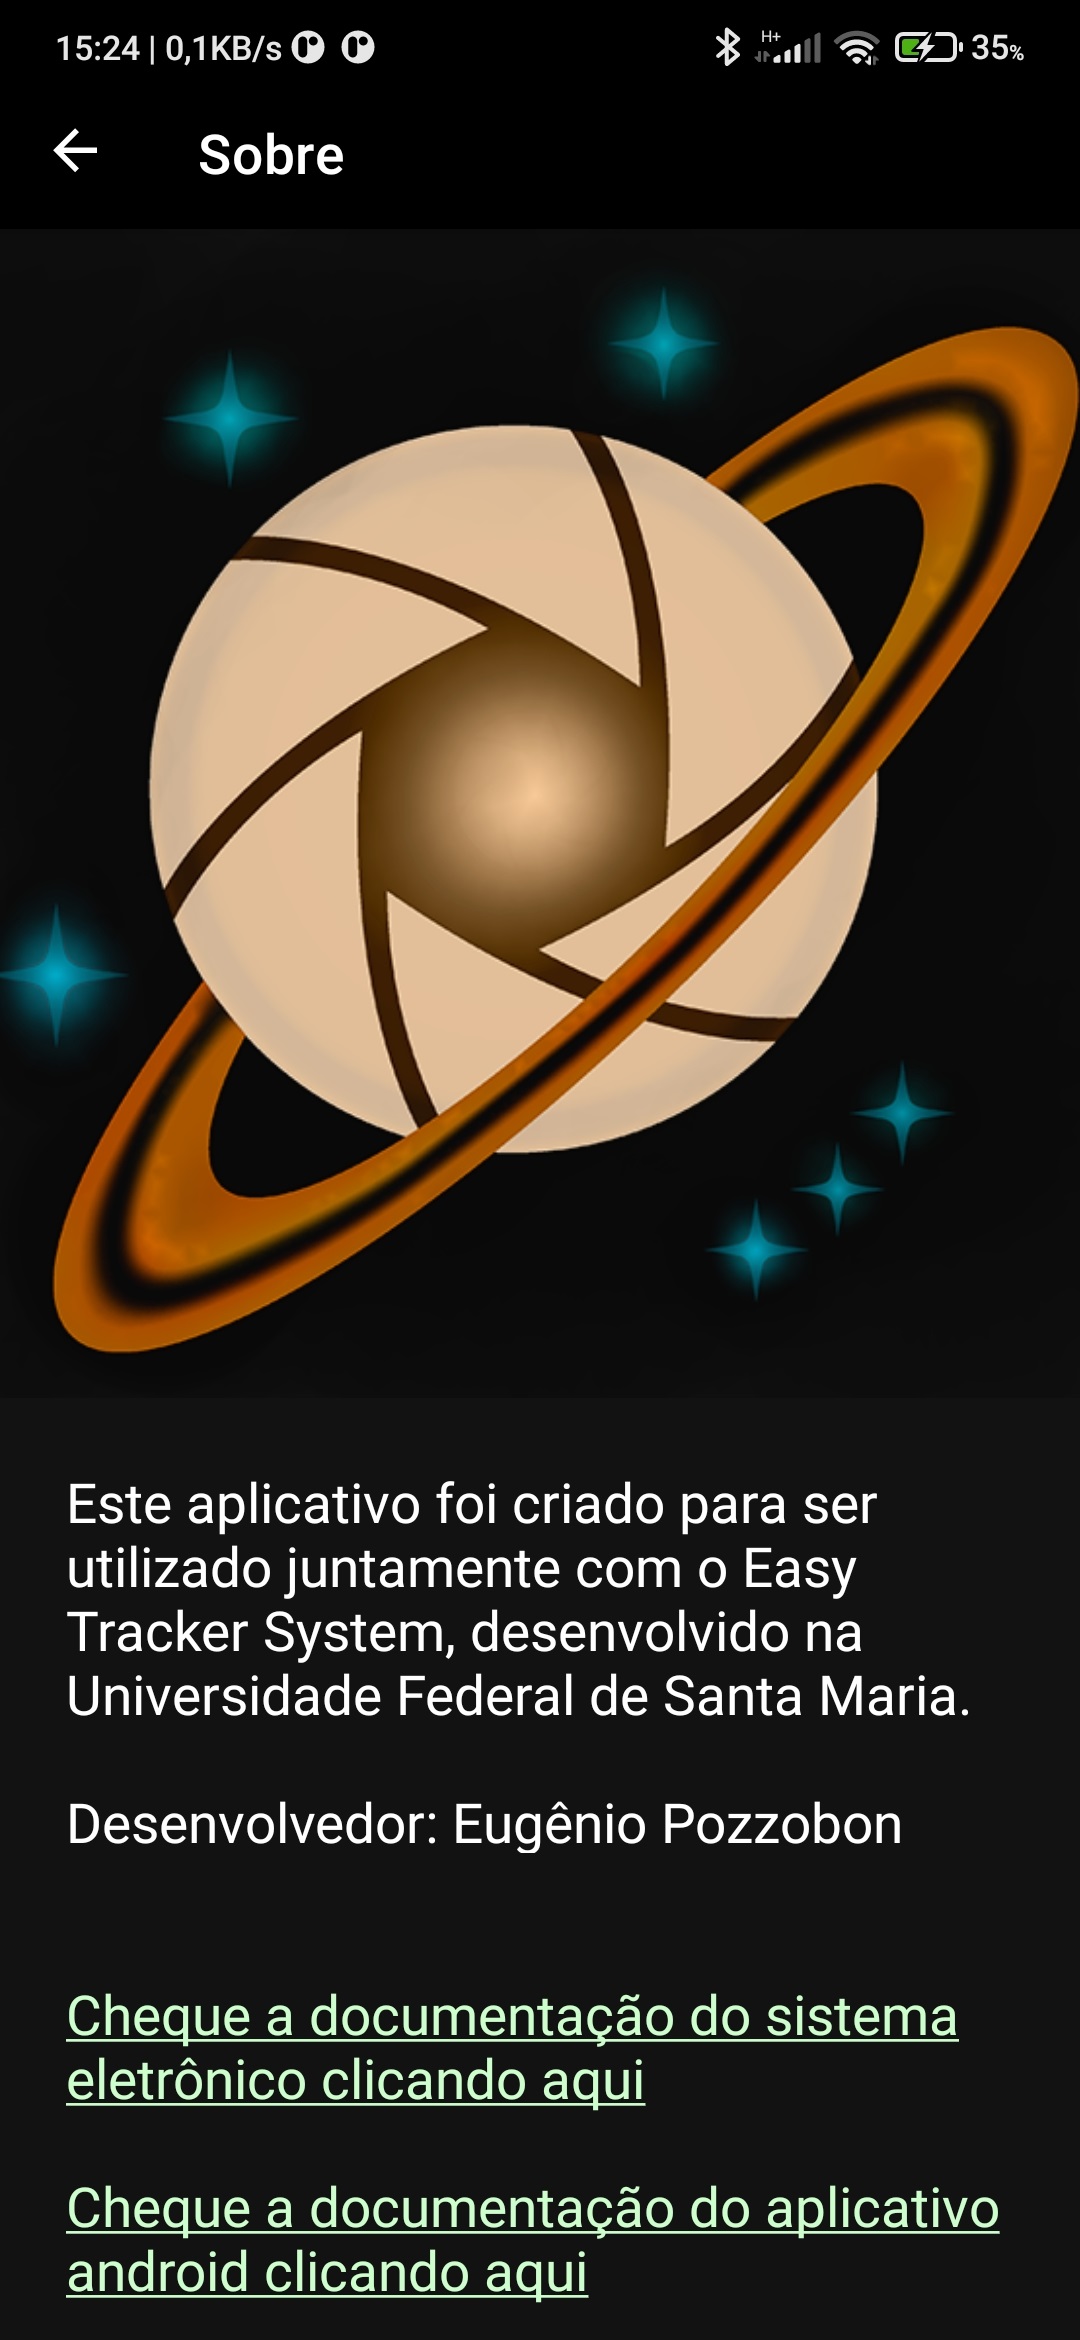 15:24 | 0,1KB/s
H+
35%
Sobre
Este aplicativo foi criado para ser
utilizado juntamente com o Easy
Tracker System, desenvolvido na
Universidade Federal de Santa Maria.
Desenvolvedor: Eugênio Pozzobon
Cheque a documentação do sistema
eletrônico clicando aqui
Cheque a documentação do aplicativo
android clicando aqui